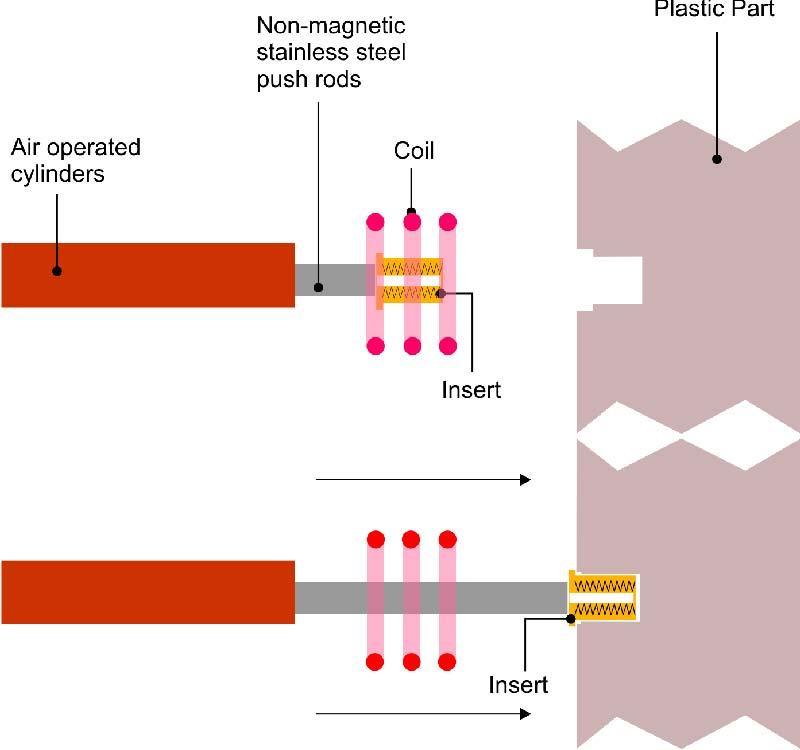 Plastic Part
Non-magnetic
stainless steel
push rods
Air operated
cylinders
Coil
Insert
Insert